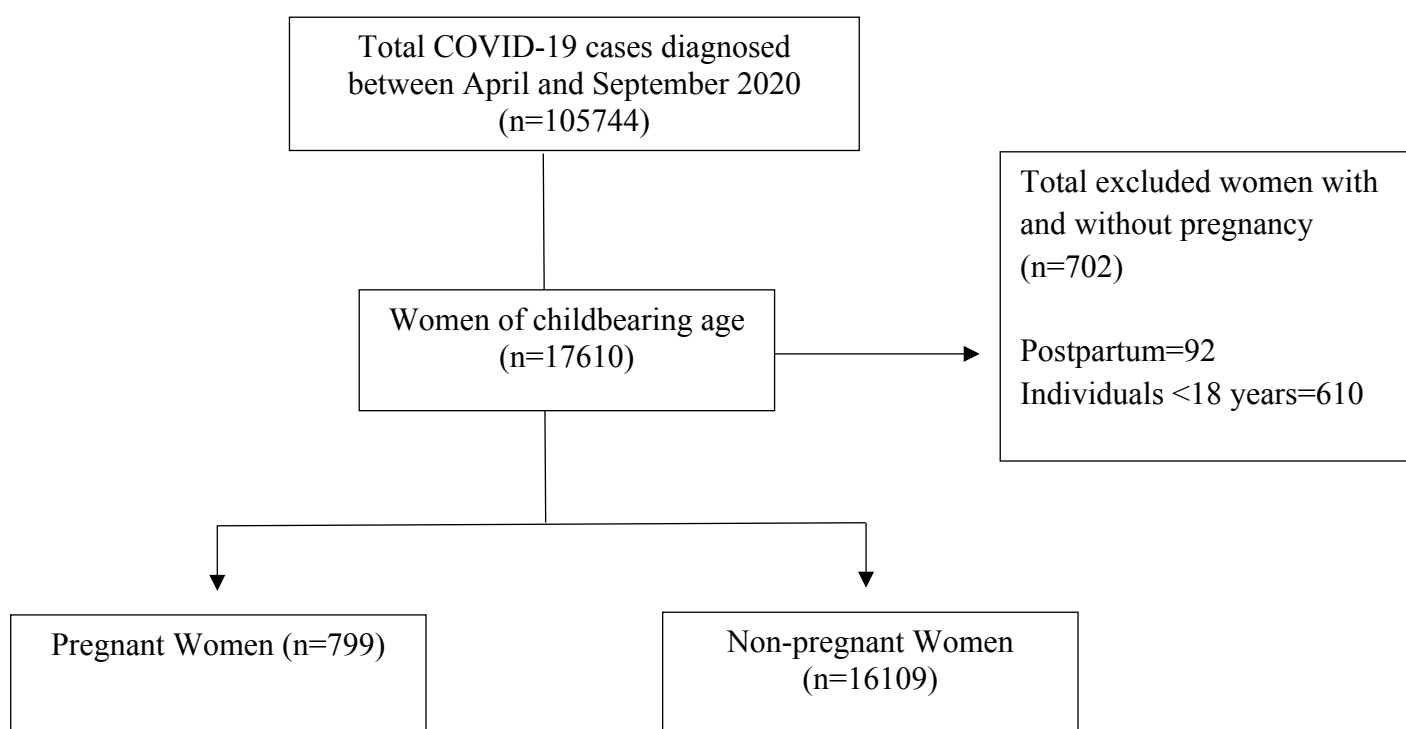 Total COVID-19 cases diagnosed
between April and September 2020
(n=105744)
Total excluded women with
and without pregnancy
(n=702)
Postpartum=92
Individuals <18 years=610
Women of childbearing age
(n=17610)
Pregnant Women (n=799)
Non-pregnant Women
(n=16109)